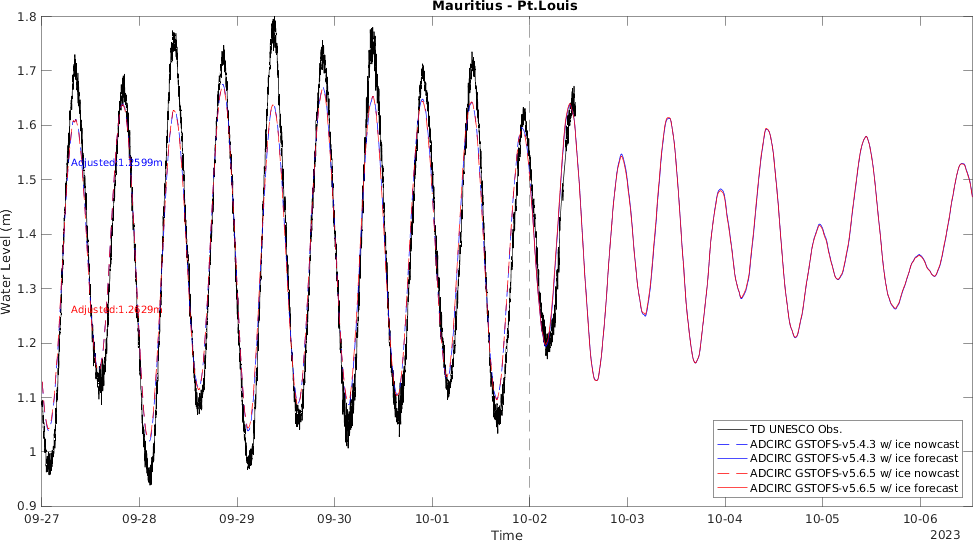 Mauritius - Pt.Louis
Water Level (m)
1.8
1.7
1.6
1.5
1.4
1.3
1.2
1.1
1
0.9
Adjusted:1.2599m
Adjusted:1.2629m
TD UNESCO Obs.
ADCIRC GSTOFS-v5.4.3 w/ ice nowcast
ADCIRC GSTOFS-v5.4.3 w/ ice forecast
ADCIRC GSTOFS-v5.6.5 w/ ice nowcast
ADCIRC GSTOFS-v5.6.5 w/ ice forecast
09-27 09-28 09-29 09-30 10-01 10-02 10-03 10-04 10-05 10-06
Time
2023